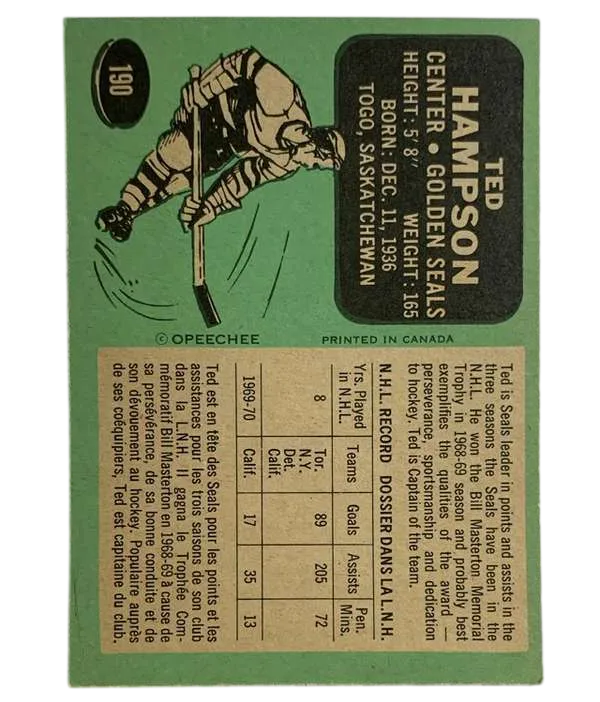 190
TED
HAMPSON
CENTER • GOLDEN SEALS
HEIGHT: 5'8" WEIGHT: 165
BORN: DEC. 11, 1936
TOGO, SASKATCHEWAN
© OPEECHEE PRINTED IN CANADA
Ted is Seals leader in points and assists in the
three seasons the Seals have been in the
N.H.L. He won the Bill Masterton Memorial
Trophy in 1968-69 season and probably best
exemplifies the qualities of the award —
perseverance, sportsmanship and dedication
to hockey. Ted is Captain of the team.
N.H.L. RECORD DOSSIER DANS LA L.N.H.
Yrs. Played in N.H.L. Teams Goals Assists Pen. Mins.
8 Tor. N.Y. Det. Calif. 89 205 72
1969-70 Calif. 17 35 13
Ted est en tête des Seals pour les points et les
assistances pour les trois saisons de son club
dans la L.N.H. Il gagna le Trophée Com-
mémoratif Bill Masterton en 1968-69 à cause de
sa persévérance, de sa bonne conduite et de
son dévouement au hockey. Populaire auprès
de ses coéquipiers, Ted est capitaine du club.